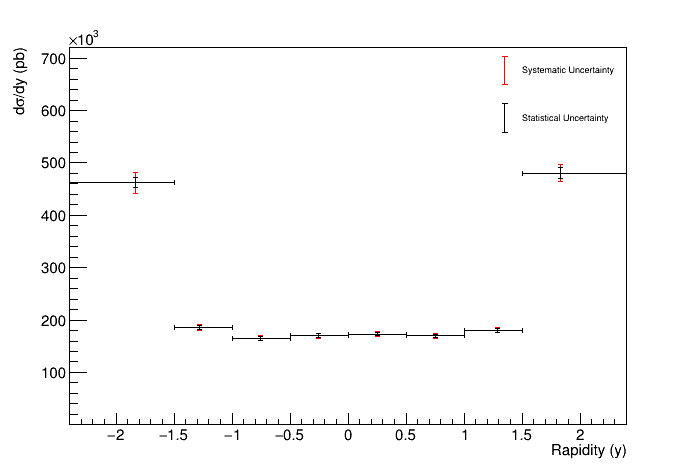 ×10³
dσ/dy (pb)
700
600
500
400
300
200
100
Systematic Uncertainty
Statistical Uncertainty
−2 −1.5 −1 −0.5 0 0.5 1 1.5 2
Rapidity (y)